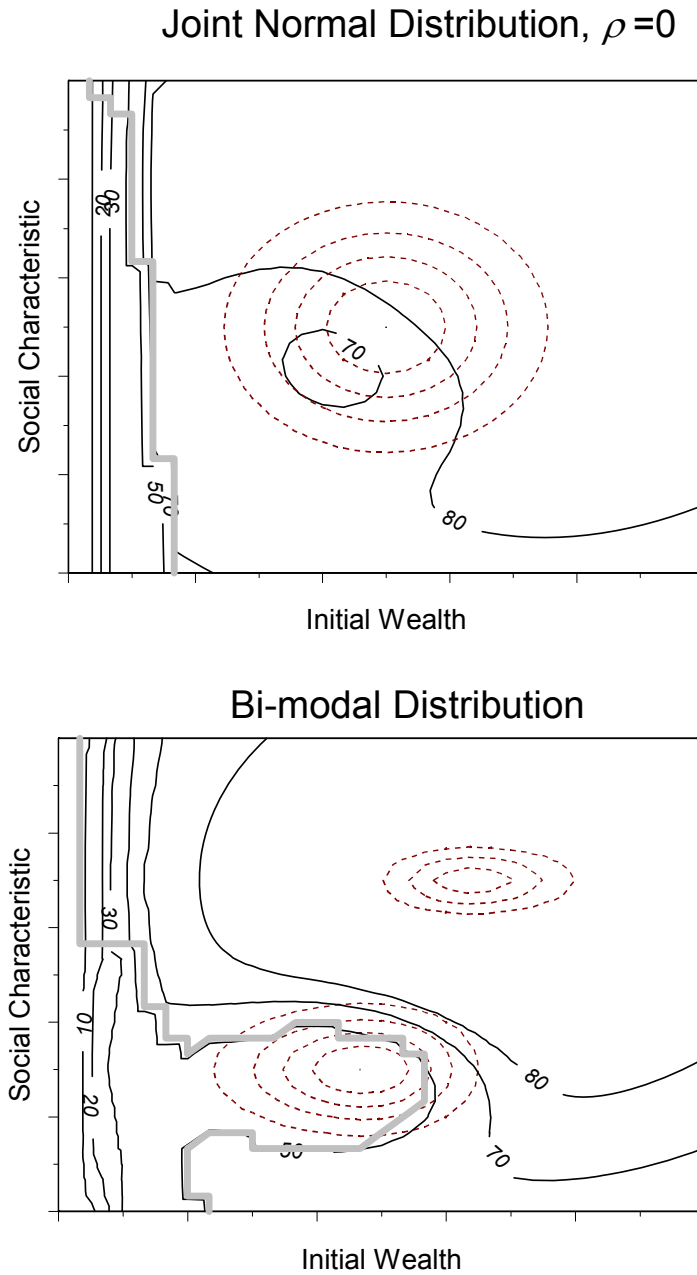 Joint Normal Distribution, ρ =0
Social Characteristic
20
30
70
50
80
Initial Wealth
Bi-modal Distribution
Social Characteristic
30
10
20
50
70
80
Initial Wealth